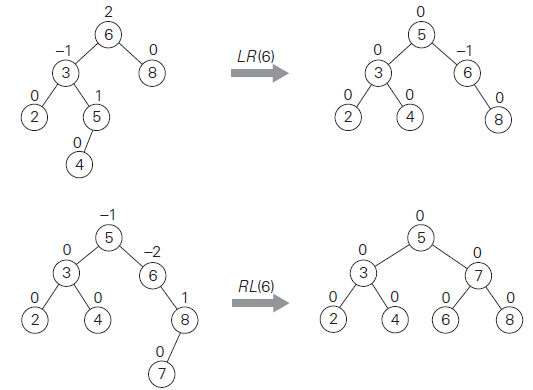 2 0
6 5
-1 0 LR(6) 0 -1
3 8 3 6
0 1 0 0 0
2 5 2 4 8
0
4
-1 0
5 5
0 -2 0 0
3 6 RL(6) 3 7
0 0 1 0 0 0 0
2 4 8 2 4 6 8
0
7